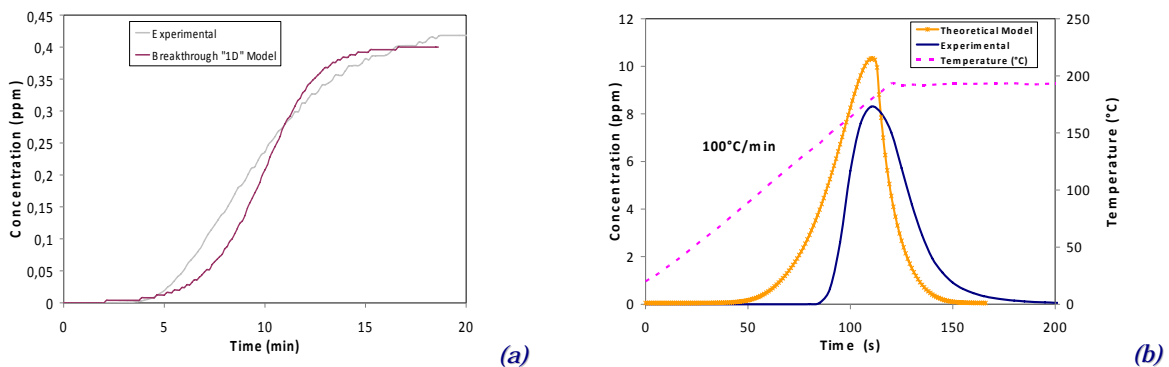 0,45
0,4
0,35
0,3
0,25
0,2
0,15
0,1
0,05
0
Concentration (ppm)
Experimental
Breakthrough "1D" Model
0 5 10 15 20
Time (min)
(a)
12
10
8
6
4
2
0
Concentration (ppm)
Theoretical Model
Experimental
Temperature (°C)
100°C/min
250
200
150
100
50
0
Temperature (°C)
0 50 100 150 200
Time (s)
(b)